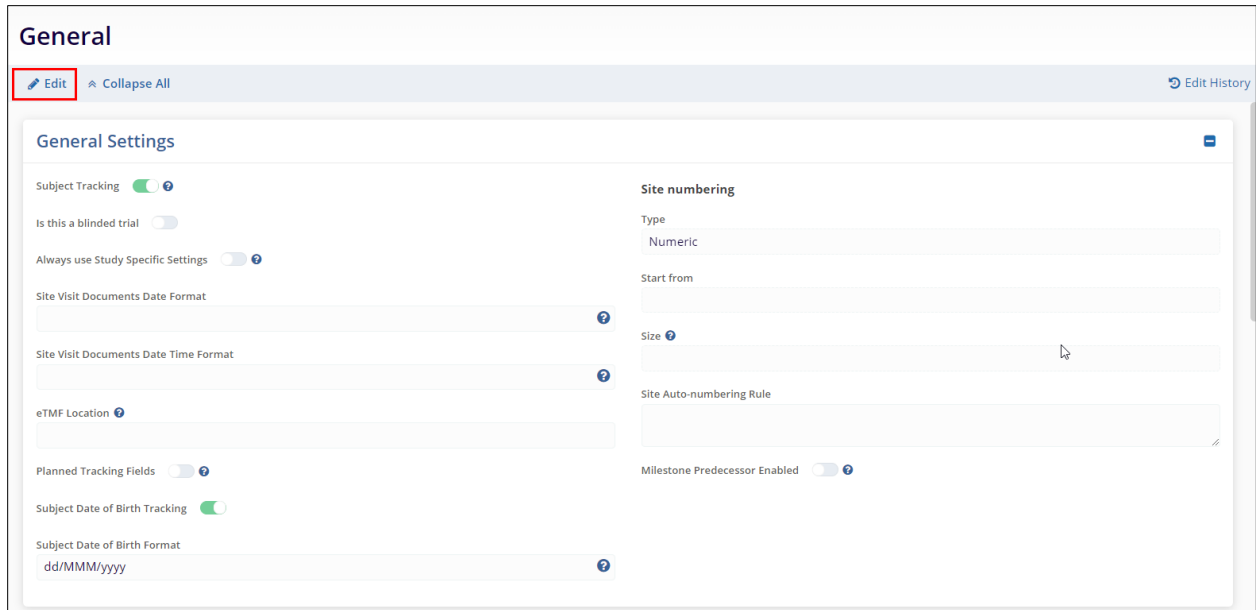 General
Edit
Collapse All
Edit History
General Settings
Subject Tracking
Is this a blinded trial
Always use Study Specific Settings
Site Visit Documents Date Format
Site Visit Documents Date Time Format
eTMF Location
Planned Tracking Fields
Subject Date of Birth Tracking
Subject Date of Birth Format
dd/MMM/yyyy
Site numbering
Type
Numeric
Start from
Size
Site Auto-numbering Rule
Milestone Predecessor Enabled